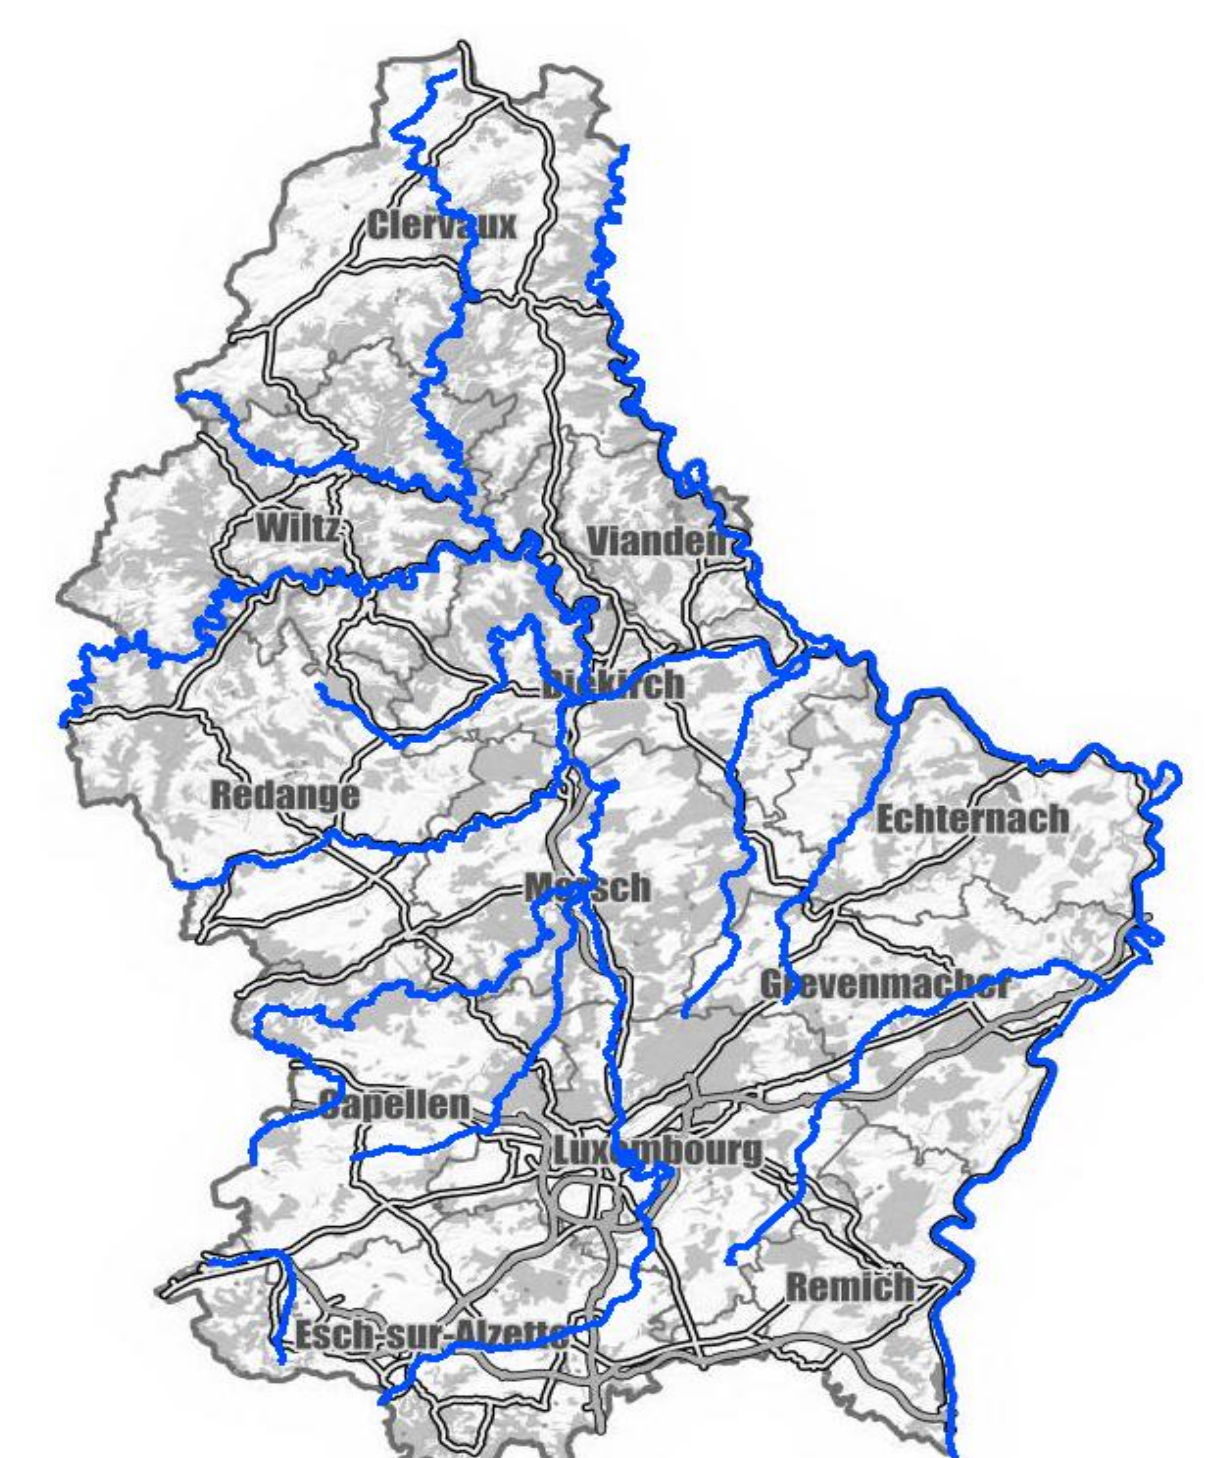 Clervaux
Wiltz
Vianden
Diekirch
Redange
Echternach
Mersch
Grevenmacher
Capellen
Luxembourg
Remich
Esch-sur-Alzette